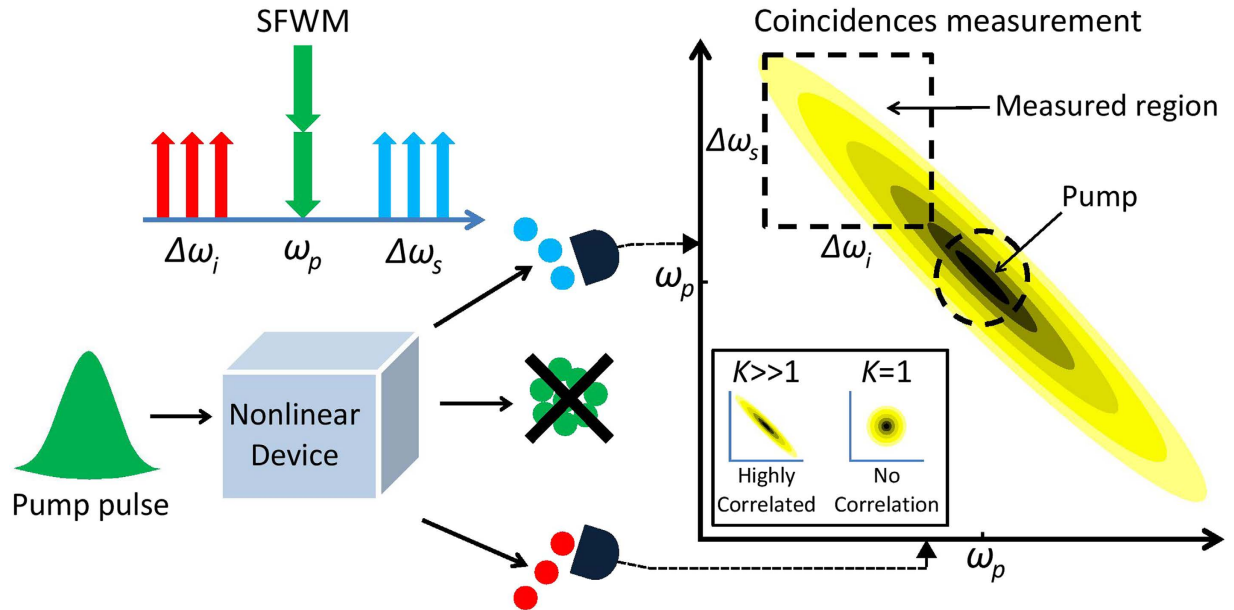 SFWM
Δωi
ωp
Δωs
Pump pulse
Nonlinear
Device
Coincidences measurement
Measured region
Δωs
Δωi
Pump
ωp
K>>1
K=1
Highly
Correlated
No
Correlation
ωp